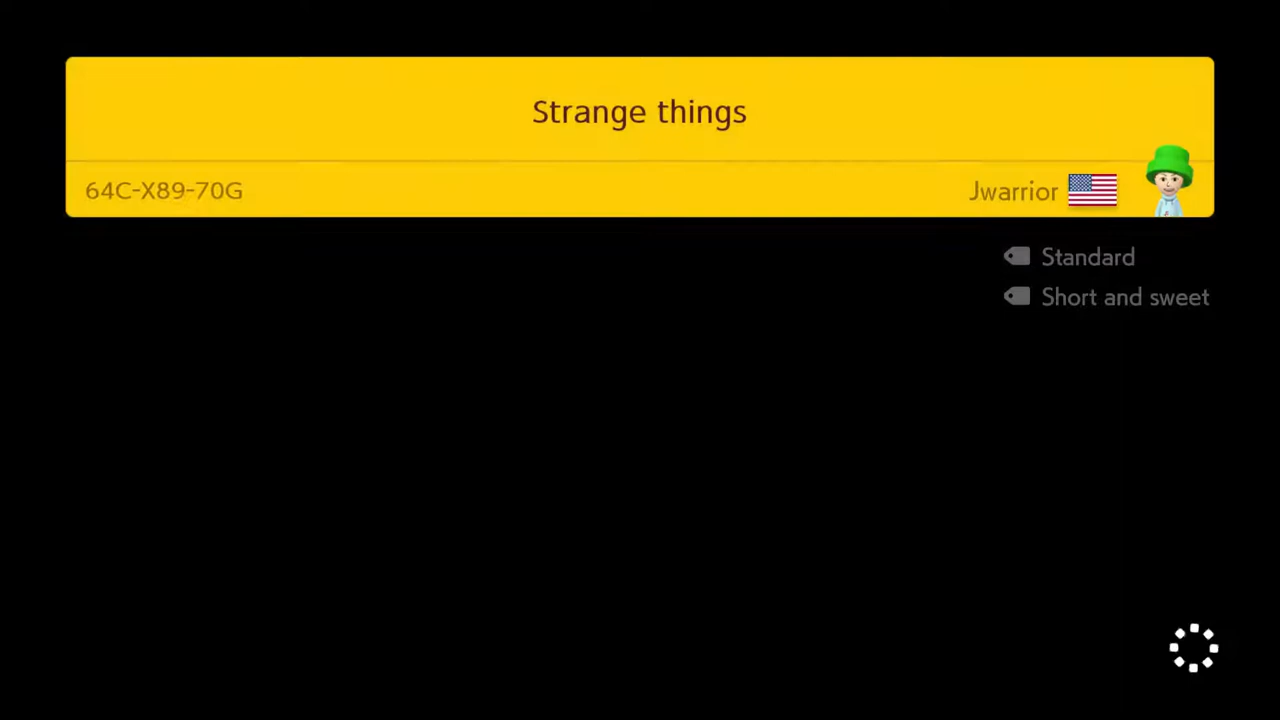 Strange things
64C-X89-70G
Jwarrior
Standard
Short and sweet